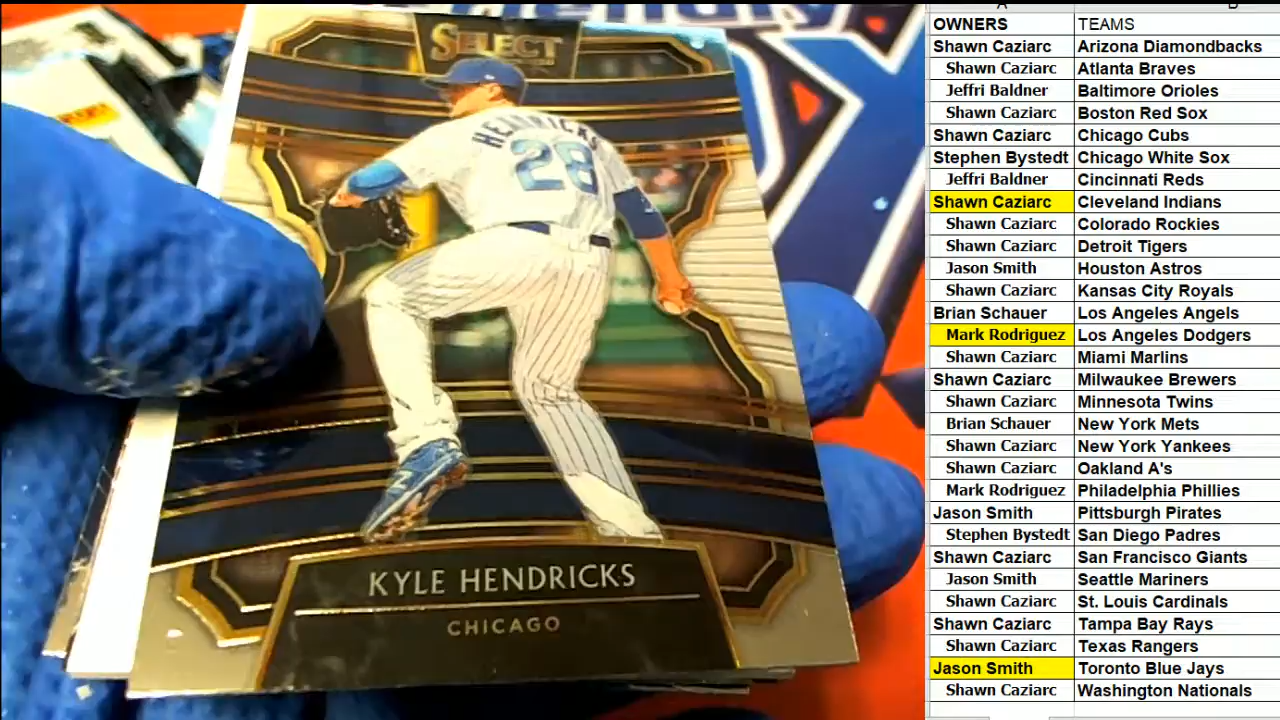 SELECT
HENDRICKS
28
KYLE HENDRICKS
CHICAGO
OWNERS TEAMS
Shawn Caziarc Arizona Diamondbacks
Shawn Caziarc Atlanta Braves
Jeffri Baldner Baltimore Orioles
Shawn Caziarc Boston Red Sox
Shawn Caziarc Chicago Cubs
Stephen Bystedt Chicago White Sox
Jeffri Baldner Cincinnati Reds
Shawn Caziarc Cleveland Indians
Shawn Caziarc Colorado Rockies
Shawn Caziarc Detroit Tigers
Jason Smith Houston Astros
Shawn Caziarc Kansas City Royals
Brian Schauer Los Angeles Angels
Mark Rodriguez Los Angeles Dodgers
Shawn Caziarc Miami Marlins
Shawn Caziarc Milwaukee Brewers
Shawn Caziarc Minnesota Twins
Brian Schauer New York Mets
Shawn Caziarc New York Yankees
Shawn Caziarc Oakland A's
Mark Rodriguez Philadelphia Phillies
Jason Smith Pittsburgh Pirates
Stephen Bystedt San Diego Padres
Shawn Caziarc San Francisco Giants
Jason Smith Seattle Mariners
Shawn Caziarc St. Louis Cardinals
Shawn Caziarc Tampa Bay Rays
Shawn Caziarc Texas Rangers
Jason Smith Toronto Blue Jays
Shawn Caziarc Washington Nationals